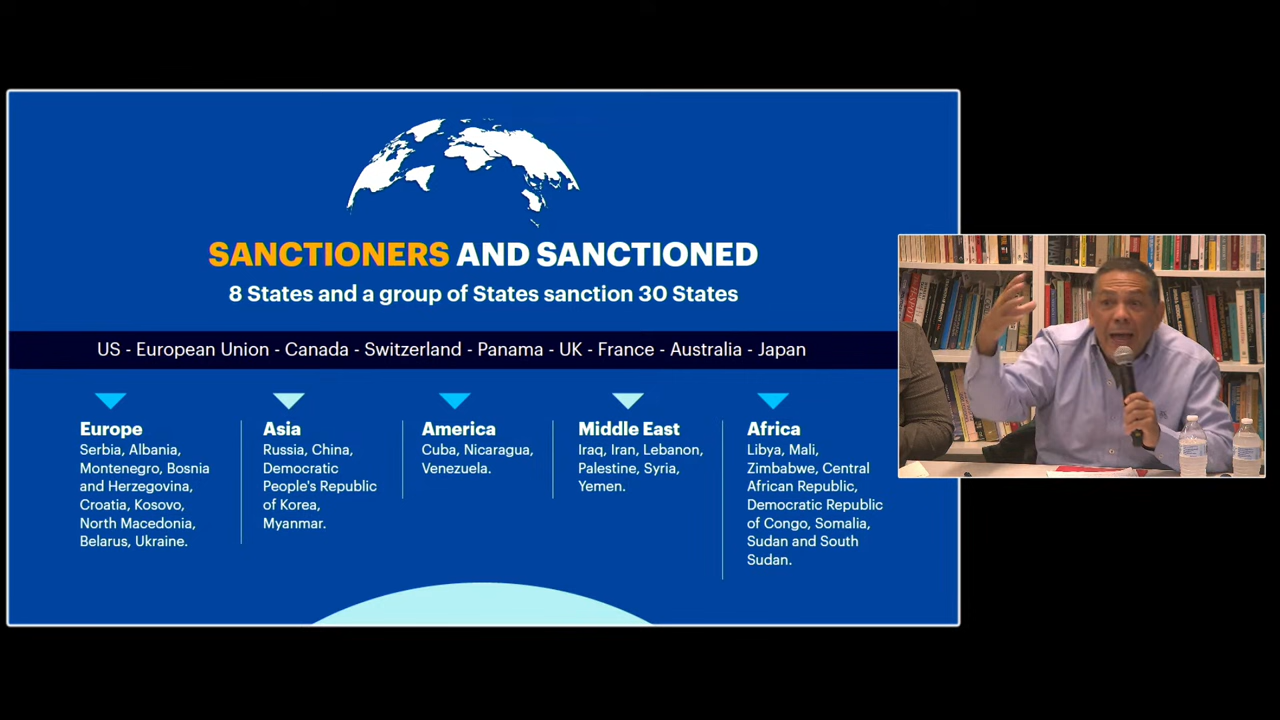 SANCTIONERS AND SANCTIONED
8 States and a group of States sanction 30 States
US - European Union - Canada - Switzerland - Panama - UK - France - Australia - Japan
Europe
Serbia, Albania,
Montenegro, Bosnia
and Herzegovina,
Croatia, Kosovo,
North Macedonia,
Belarus, Ukraine.
Asia
Russia, China,
Democratic
People's Republic
of Korea,
Myanmar.
America
Cuba, Nicaragua,
Venezuela.
Middle East
Iraq, Iran, Lebanon,
Palestine, Syria,
Yemen.
Africa
Libya, Mali,
Zimbabwe, Central
African Republic,
Democratic Republic
of Congo, Somalia,
Sudan and South
Sudan.